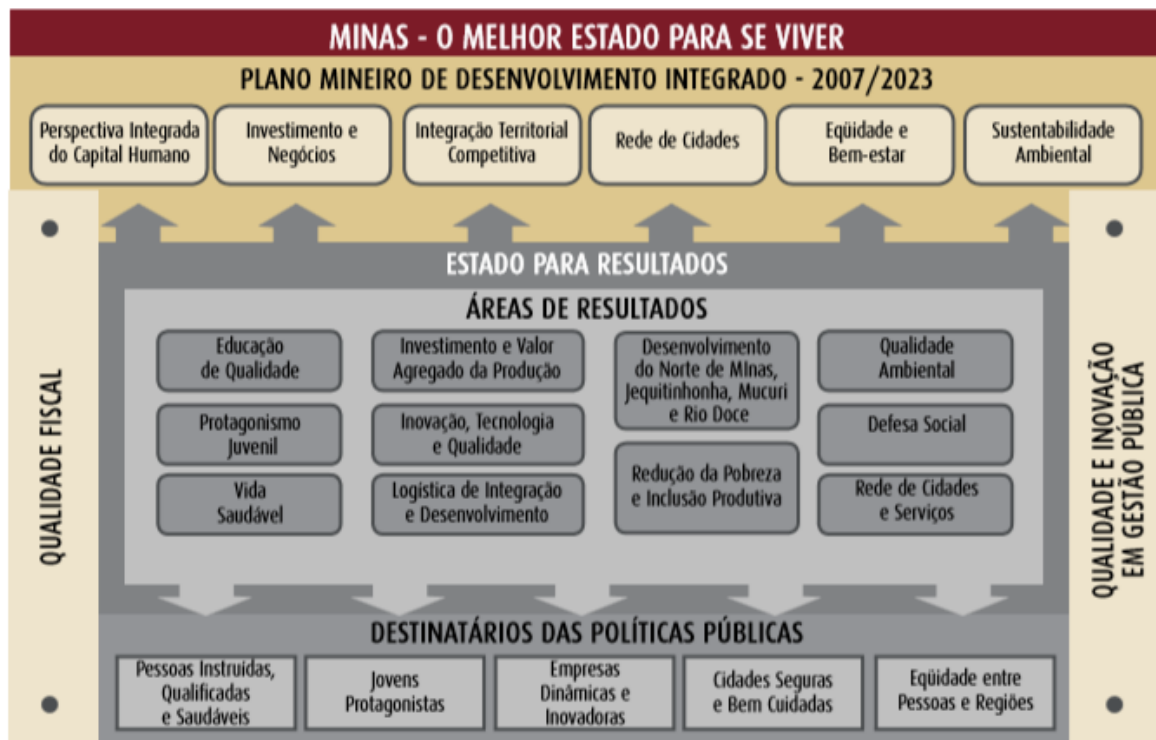 MINAS - O MELHOR ESTADO PARA SE VIVER
PLANO MINEIRO DE DESENVOLVIMENTO INTEGRADO - 2007/2023
Perspectiva Integrada
do Capital Humano
Investimento e
Negócios
Integração Territorial
Competitiva
Rede de Cidades
Eqüidade e
Bem-estar
Sustentabilidade
Ambiental
QUALIDADE FISCAL
ESTADO PARA RESULTADOS
ÁREAS DE RESULTADOS
Educação
de Qualidade
Protagonismo
Juvenil
Vida
Saudável
Investimento e Valor
Agregado da Produção
Inovação, Tecnologia
e Qualidade
Logística de Integração
e Desenvolvimento
Desenvolvimento
do Norte de MInas,
Jequitinhonha, Mucuri
e Rio Doce
Redução da Pobreza
e Inclusão Produtiva
Qualidade
Ambiental
Defesa Social
Rede de Cidades
e Serviços
QUALIDADE E INOVAÇÃO
EM GESTÃO PÚBLICA
DESTINATÁRIOS DAS POLÍTICAS PÚBLICAS
Pessoas Instruídas,
Qualificadas
e Saudáveis
Jovens
Protagonistas
Empresas
Dinâmicas e
Inovadoras
Cidades Seguras
e Bem Cuidadas
Eqüidade entre
Pessoas e Regiões